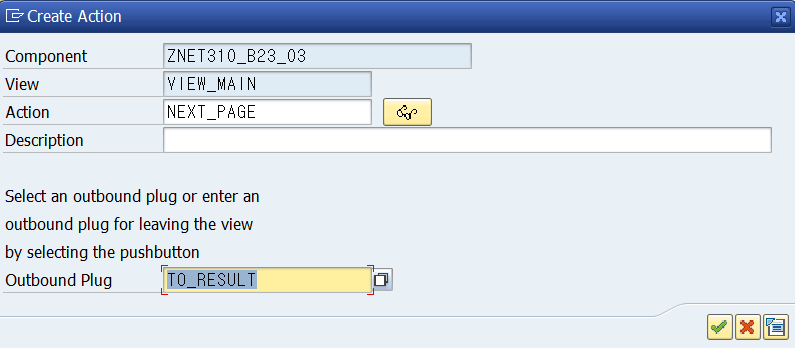 Create Action
Component ZNET310_B23_03
View VIEW_MAIN
Action NEXT_PAGE
Description
Select an outbound plug or enter an
outbound plug for leaving the view
by selecting the pushbutton
Outbound Plug TO_RESULT